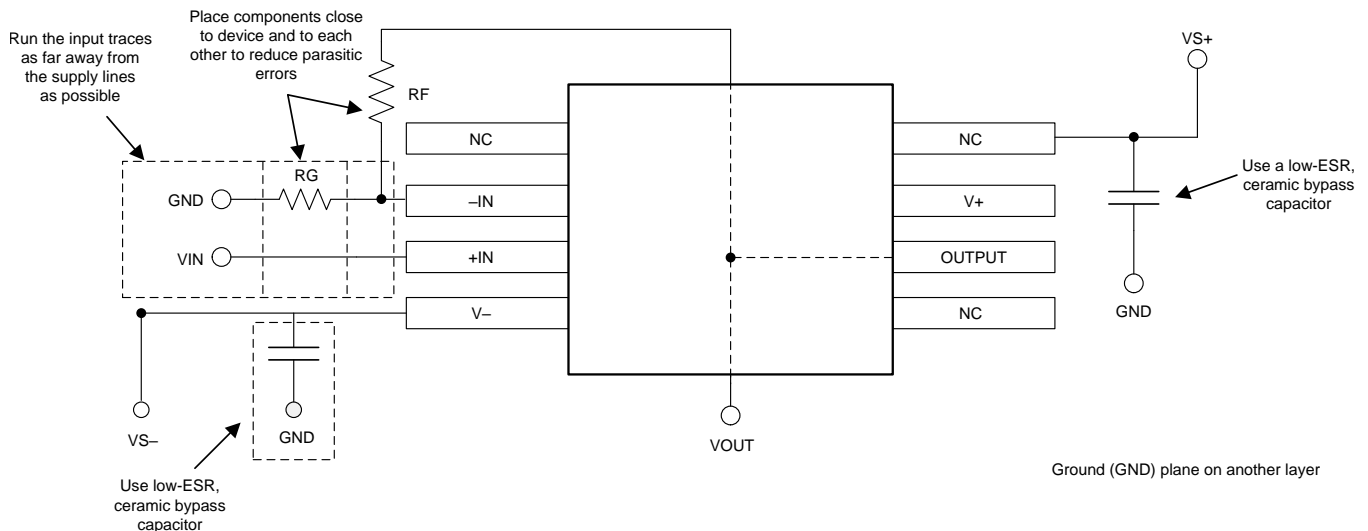 Run the input traces
as far away from
the supply lines
as possible
Place components close
to device and to each
other to reduce parasitic
errors
RF
VS+
NC
NC
RG
GND
–IN
V+
Use a low-ESR,
ceramic bypass
capacitor
VIN
+IN
OUTPUT
V–
NC
GND
VS–
GND
VOUT
Use low-ESR,
ceramic bypass
capacitor
Ground (GND) plane on another layer